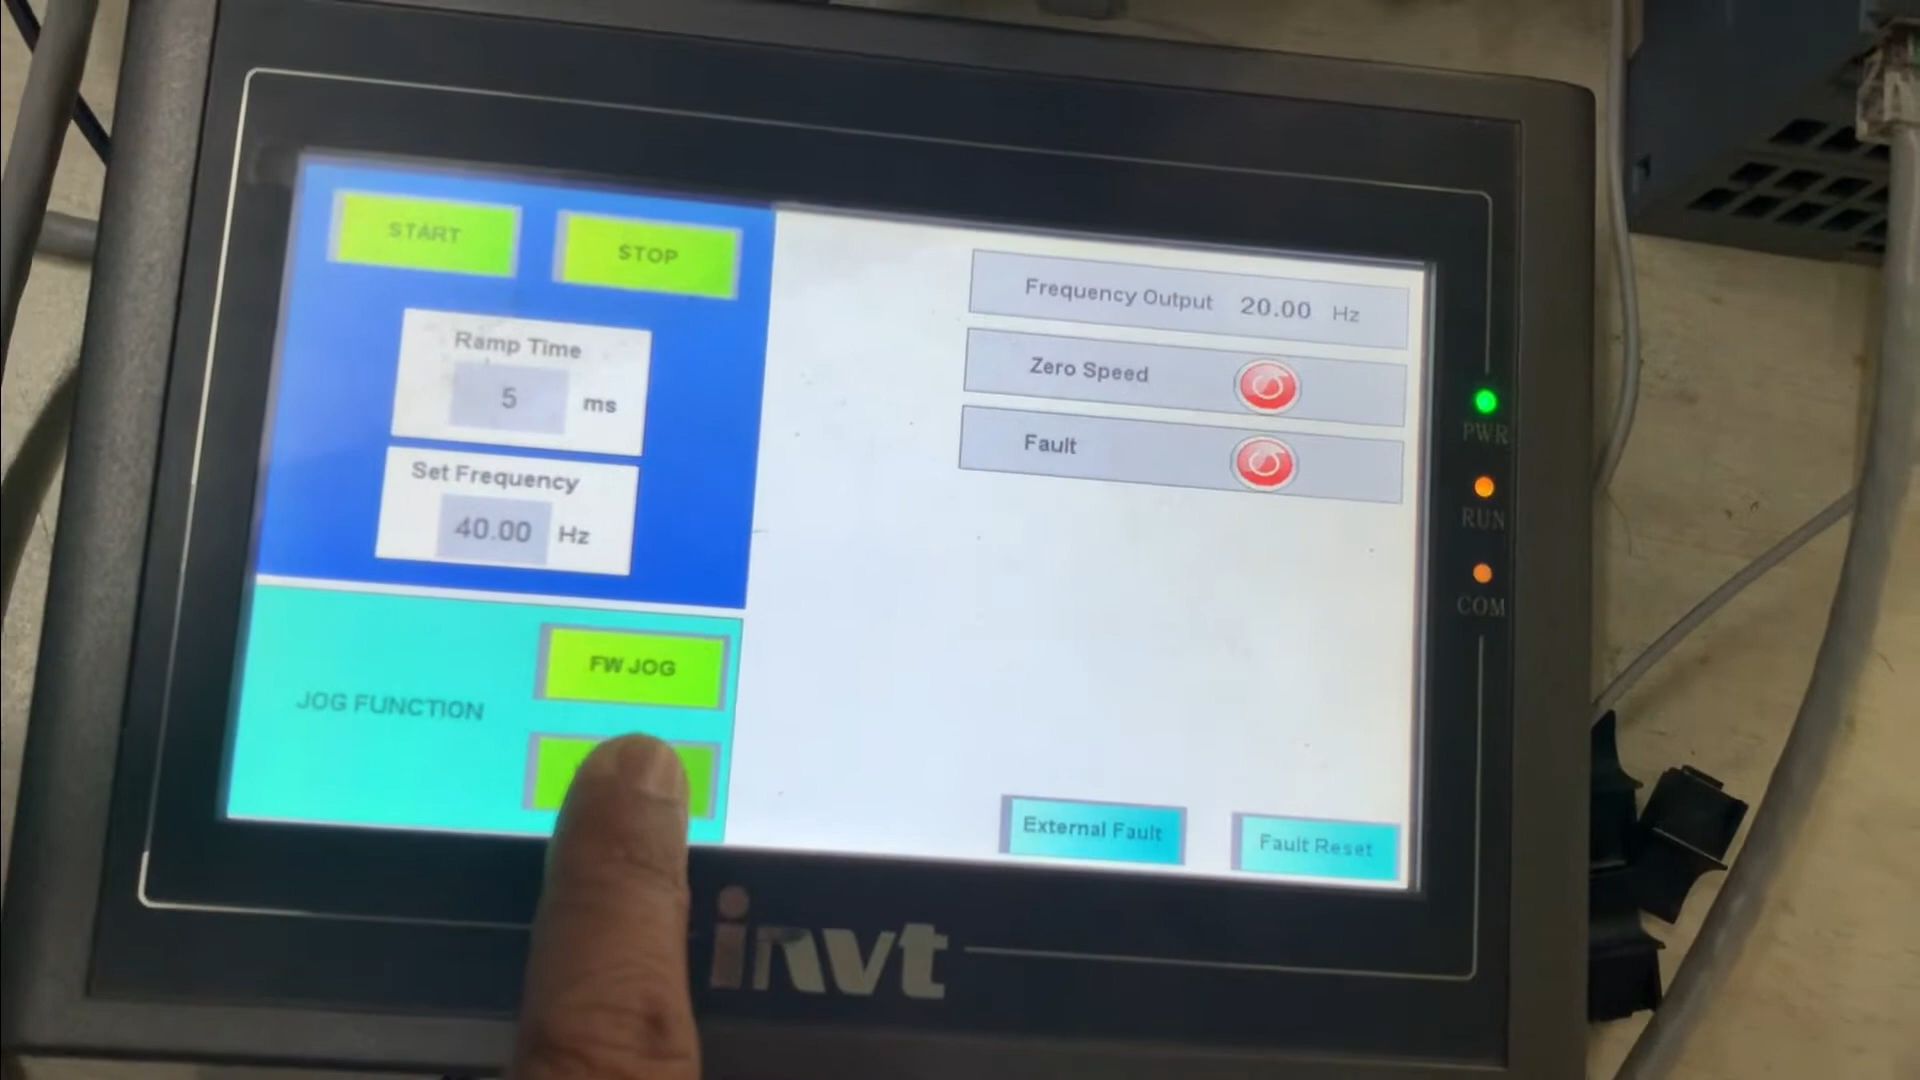 START
STOP
Ramp Time
5 ms
Set Frequency
40.00 Hz
JOG FUNCTION
FW JOG
Frequency Output 20.00 Hz
Zero Speed
Fault
External Fault
Fault Reset
PWR
RUN
COM
invt